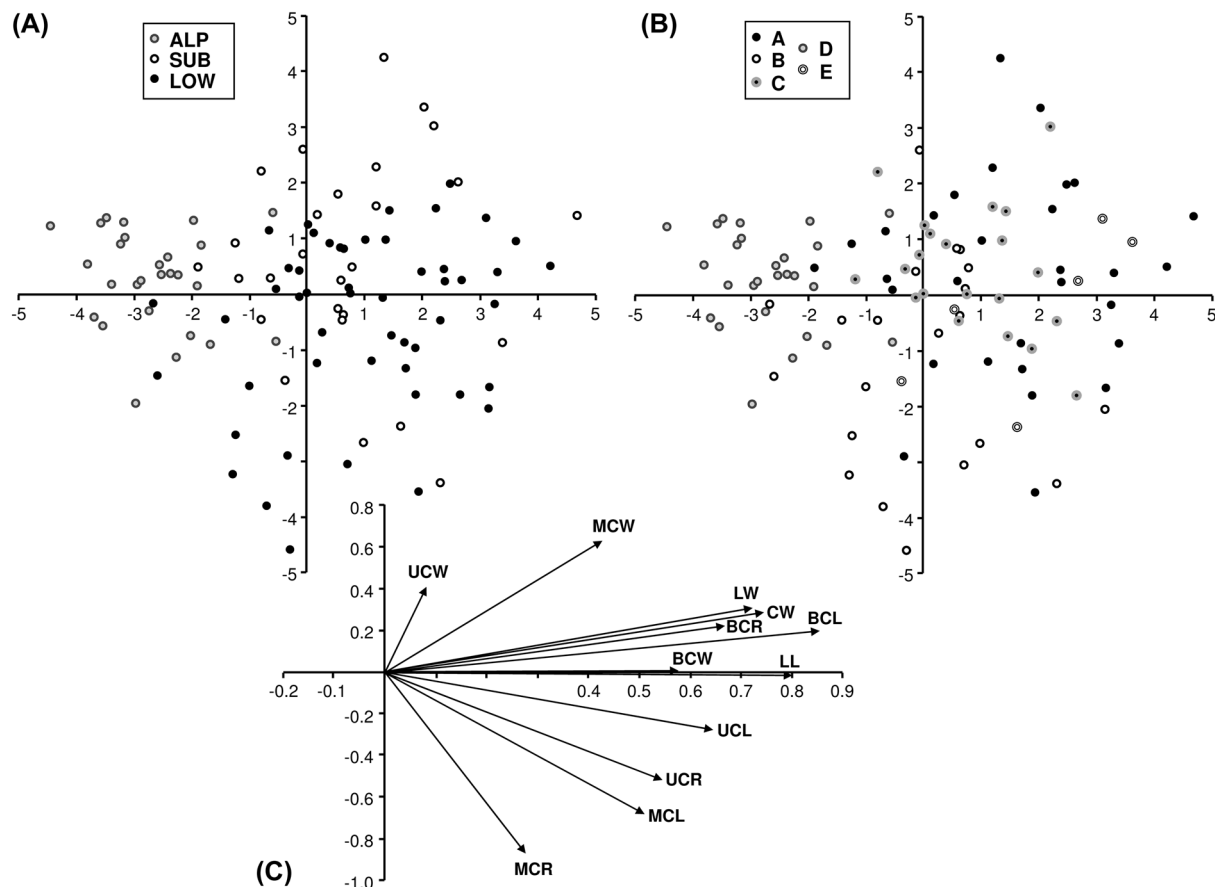 (A)
ALP
SUB
LOW
5
4
3
2
1
-5 -4 -3 -2 -1 0 1 2 3 4 5
-1
-2
-4
-5
(B)
A D
B E
C
5
4
3
2
1
-5 -4 -3 -2 -1 0 1 2 3 4 5
-1
-2
-3
-4
-5
(C)
0.8
0.6
0.4
0.2
-0.2 -0.1 0.4 0.5 0.6 0.7 0.8 0.9
-0.2
-0.4
-0.6
-0.8
-1.0
MCW
UCW
LW
CW
BCR
BCL
BCW
LL
UCL
UCR
MCL
MCR